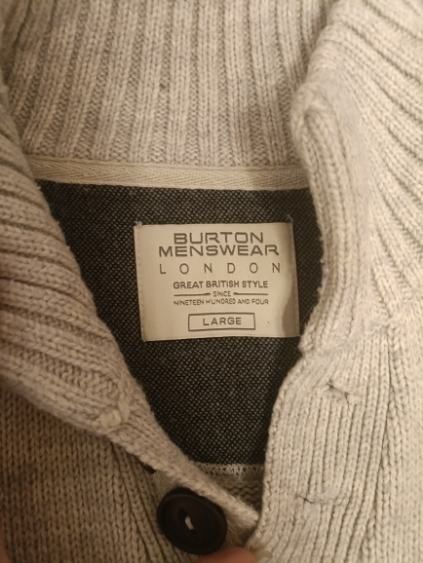 BURTON
MENSWEAR
LONDON
GREAT BRITISH STYLE
SINCE
NINETEEN HUNDRED AND FOUR
LARGE